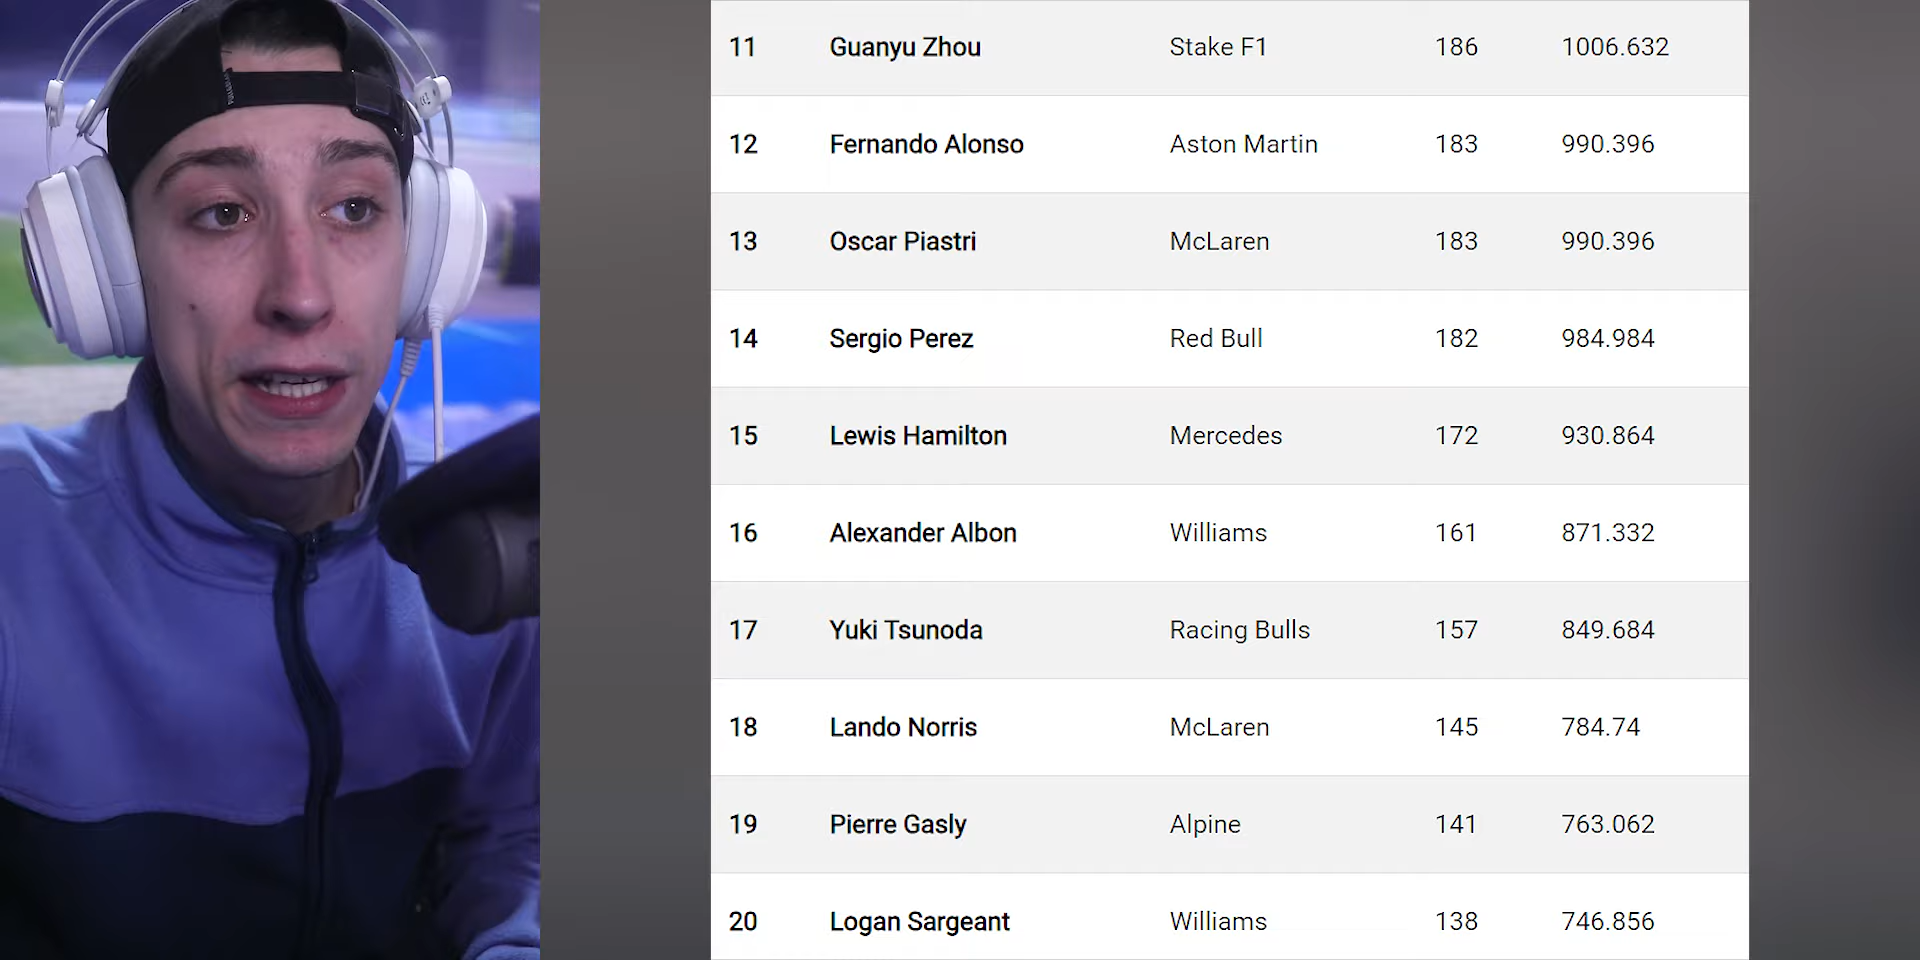 11 Guanyu Zhou Stake F1 186 1006.632
12 Fernando Alonso Aston Martin 183 990.396
13 Oscar Piastri McLaren 183 990.396
14 Sergio Perez Red Bull 182 984.984
15 Lewis Hamilton Mercedes 172 930.864
16 Alexander Albon Williams 161 871.332
17 Yuki Tsunoda Racing Bulls 157 849.684
18 Lando Norris McLaren 145 784.74
19 Pierre Gasly Alpine 141 763.062
20 Logan Sargeant Williams 138 746.856